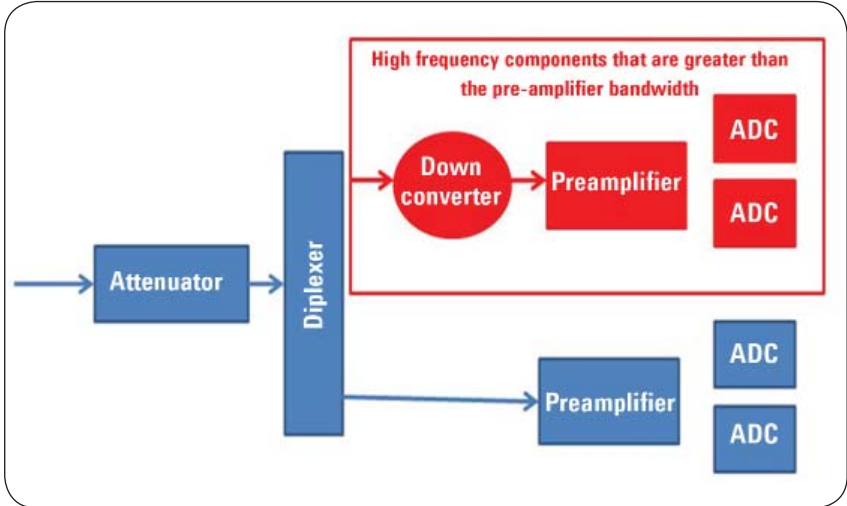 High frequency components that are greater than
the pre-amplifier bandwidth
ADC
Down
converter
Preamplifier
ADC
Attenuator
Diplexer
ADC
Preamplifier
ADC